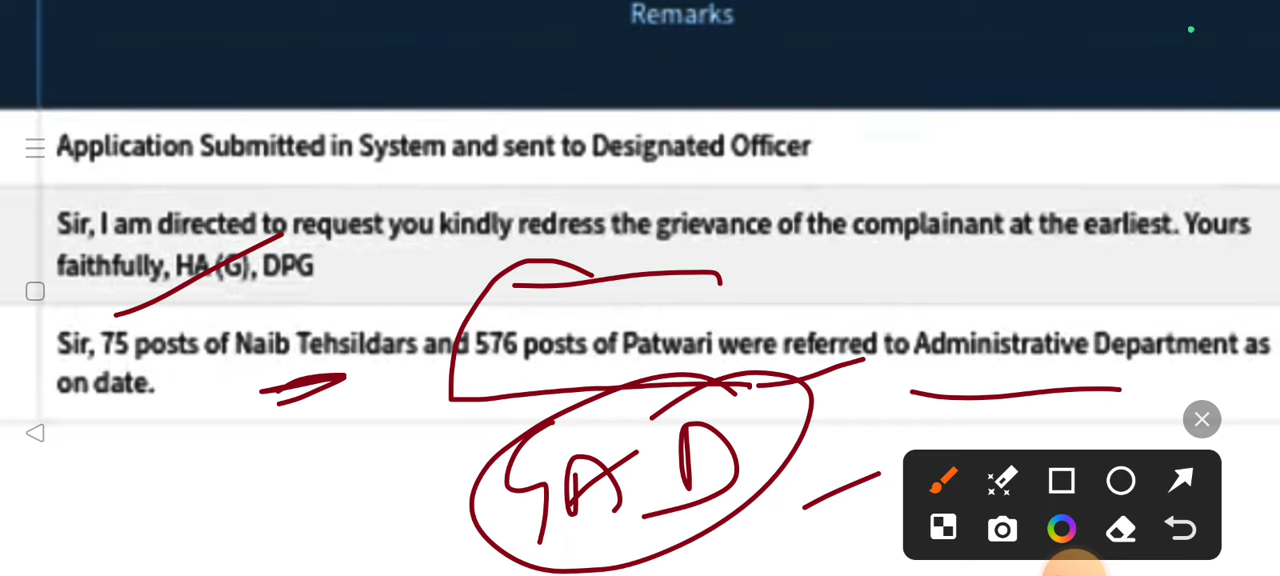 Remarks
Application Submitted in System and sent to Designated Officer
Sir, I am directed to request you kindly redress the grievance of the complainant at the earliest. Yours
faithfully, HA (G), DPG
Sir, 75 posts of Naib Tehsildars and 576 posts of Patwari were referred to Administrative Department as
on date.
GAD